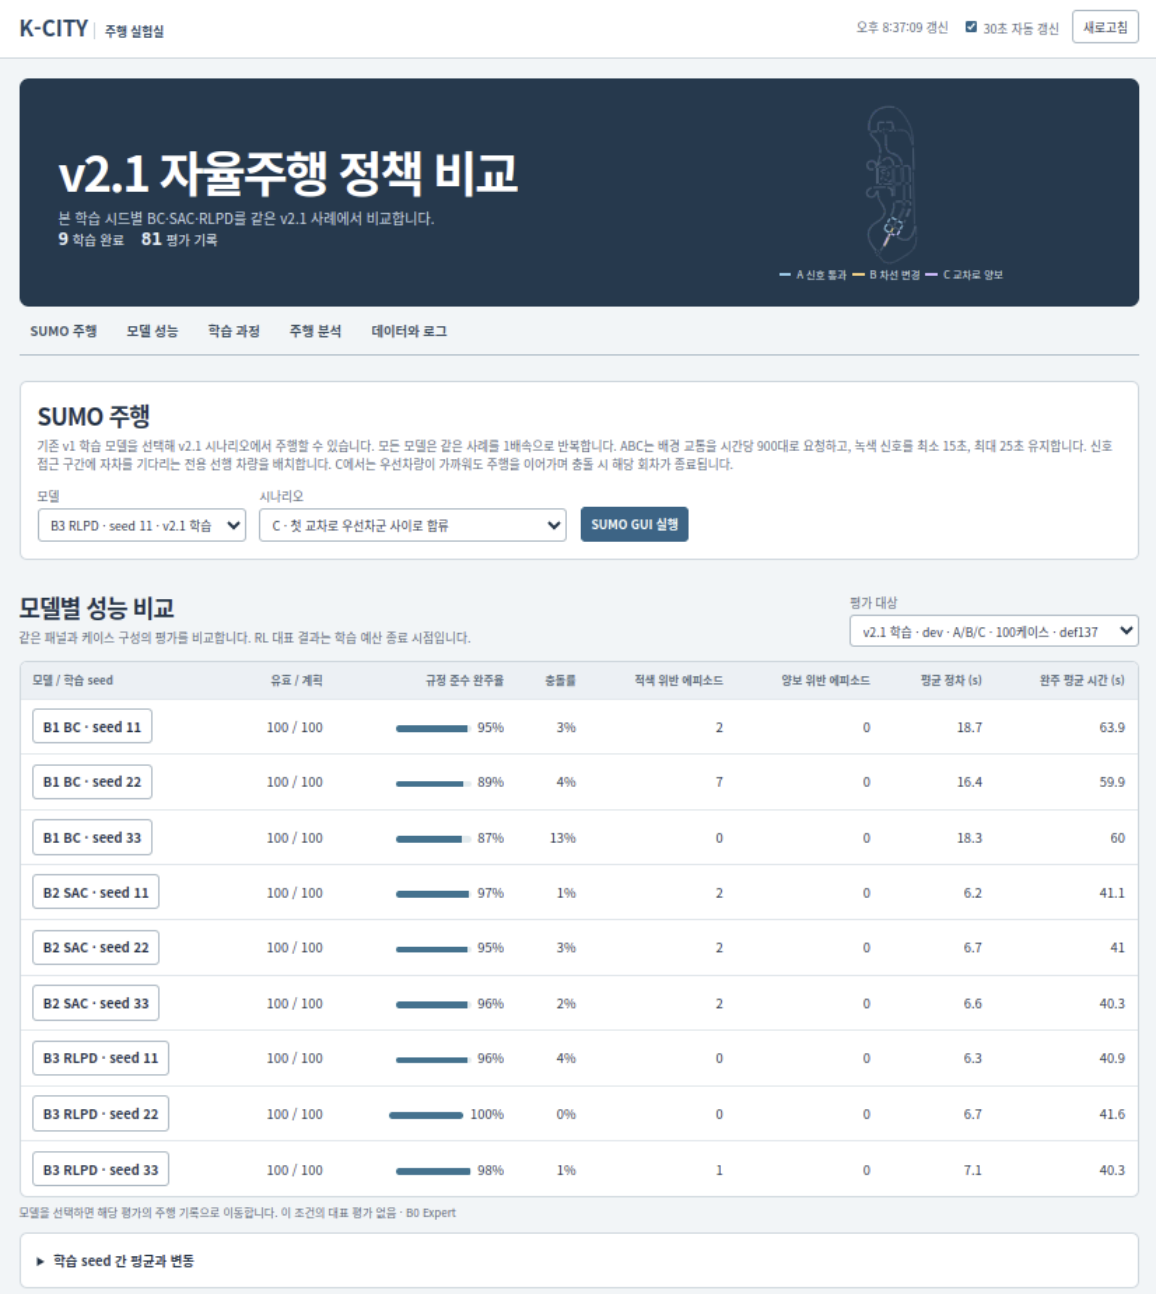 K-CITY 주행 실험실
오후 8:37:09 갱신 30초 자동 갱신 새로고침
v2.1 자율주행 정책 비교
본 학습 시드별 BC·SAC·RLPD를 같은 v2.1 사례에서 비교합니다.
9 학습 완료 81 평가 기록
A 신호 통과 B 차선 변경 C 교차로 양보
SUMO 주행 모델 성능 학습 과정 주행 분석 데이터와 로그
SUMO 주행
기존 v1 학습 모델을 선택해 v2.1 시나리오에서 주행할 수 있습니다. 모든 모델은 같은 사례를 1배속으로 반복합니다. ABC는 배경 교통을 시간당 900대로 요청하고, 녹색 신호를 최소 15초, 최대 25초 유지합니다. 신호
접근 구간에 자차를 기다리는 전용 선행 차량을 배치합니다. C에서는 우선차량이 가까워도 주행을 이어가며 충돌 시 해당 회차가 종료됩니다.
모델 시나리오
B3 RLPD · seed 11 · v2.1 학습 C · 첫 교차로 우선차군 사이로 합류 SUMO GUI 실행
모델별 성능 비교
같은 패널과 케이스 구성의 평가를 비교합니다. RL 대표 결과는 학습 예산 종료 시점입니다.
평가 대상
v2.1 학습 · dev · A/B/C · 100케이스 · def137
모델 / 학습 seed 유효 / 계획 규정 준수 완주율 충돌률 적색 위반 에피소드 양보 위반 에피소드 평균 정차 (s) 완주 평균 시간 (s)
B1 BC · seed 11 100 / 100 95% 3% 2 0 18.7 63.9
B1 BC · seed 22 100 / 100 89% 4% 7 0 16.4 59.9
B1 BC · seed 33 100 / 100 87% 13% 0 0 18.3 60
B2 SAC · seed 11 100 / 100 97% 1% 2 0 6.2 41.1
B2 SAC · seed 22 100 / 100 95% 3% 2 0 6.7 41
B2 SAC · seed 33 100 / 100 96% 2% 2 0 6.6 40.3
B3 RLPD · seed 11 100 / 100 96% 4% 0 0 6.3 40.9
B3 RLPD · seed 22 100 / 100 100% 0% 0 0 6.7 41.6
B3 RLPD · seed 33 100 / 100 98% 1% 1 0 7.1 40.3
모델을 선택하면 해당 평가의 주행 기록으로 이동합니다. 이 조건의 대표 평가 없음 · B0 Expert
▶ 학습 seed 간 평균과 변동